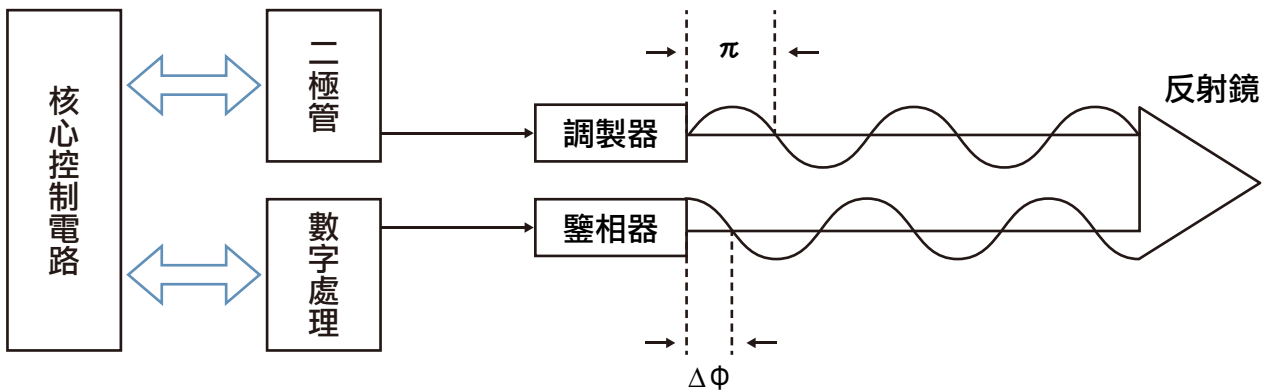 核心控制電路
二極管
數字處理
調製器
鑒相器
π
反射鏡
Δϕ